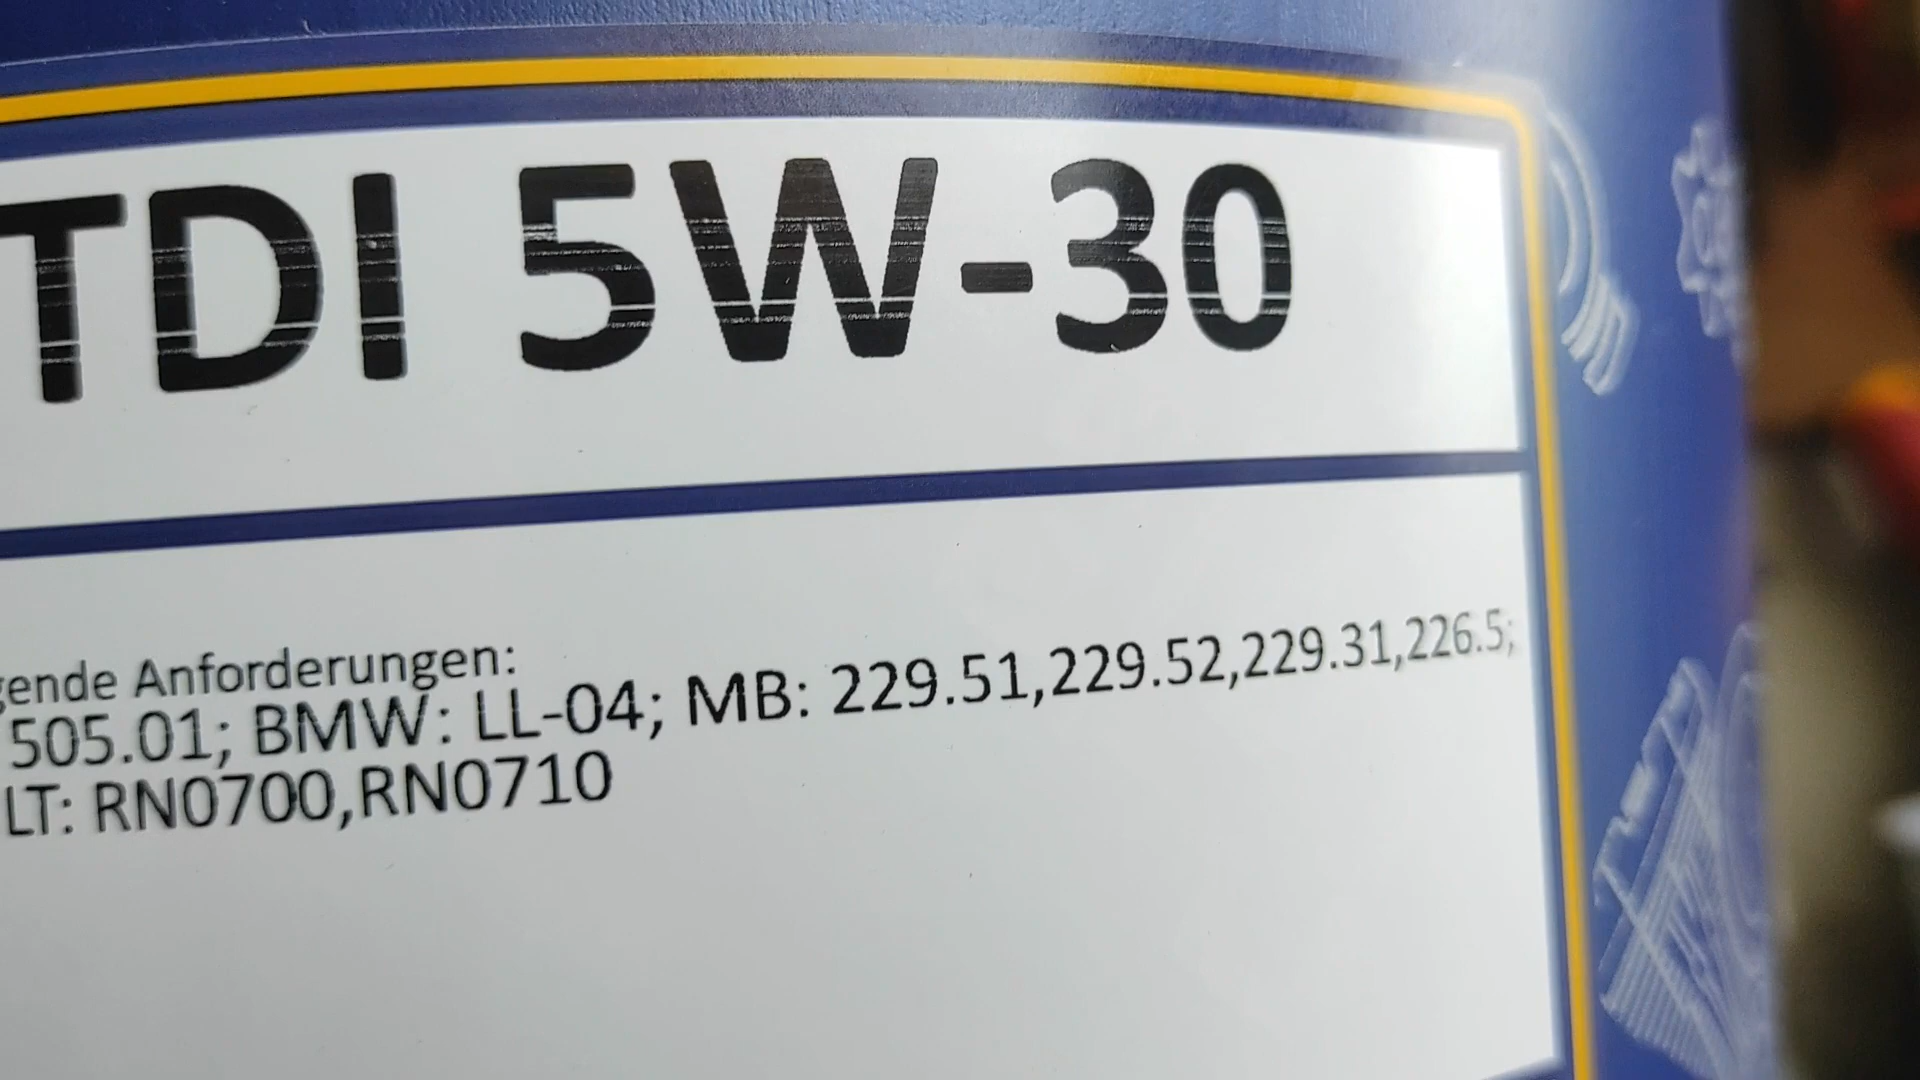 TDI 5W-30
gende Anforderungen:
505.01; BMW: LL-04; MB: 229.51,229.52,229.31,226.5;
LT: RN0700,RN0710